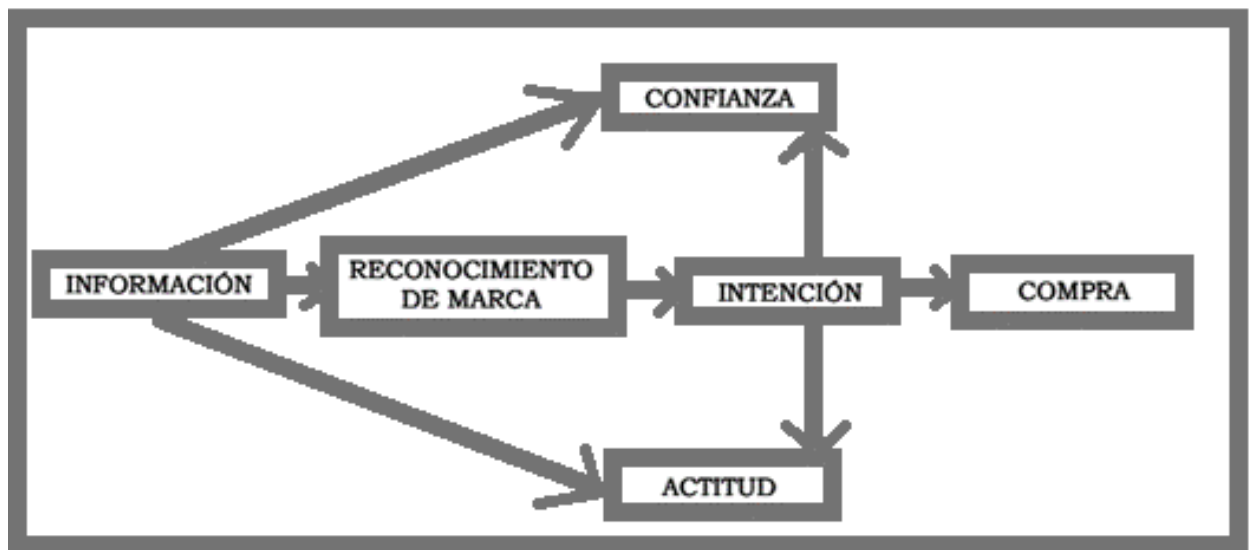 CONFIANZA
INFORMACIÓN
RECONOCIMIENTO
DE MARCA
INTENCIÓN
COMPRA
ACTITUD